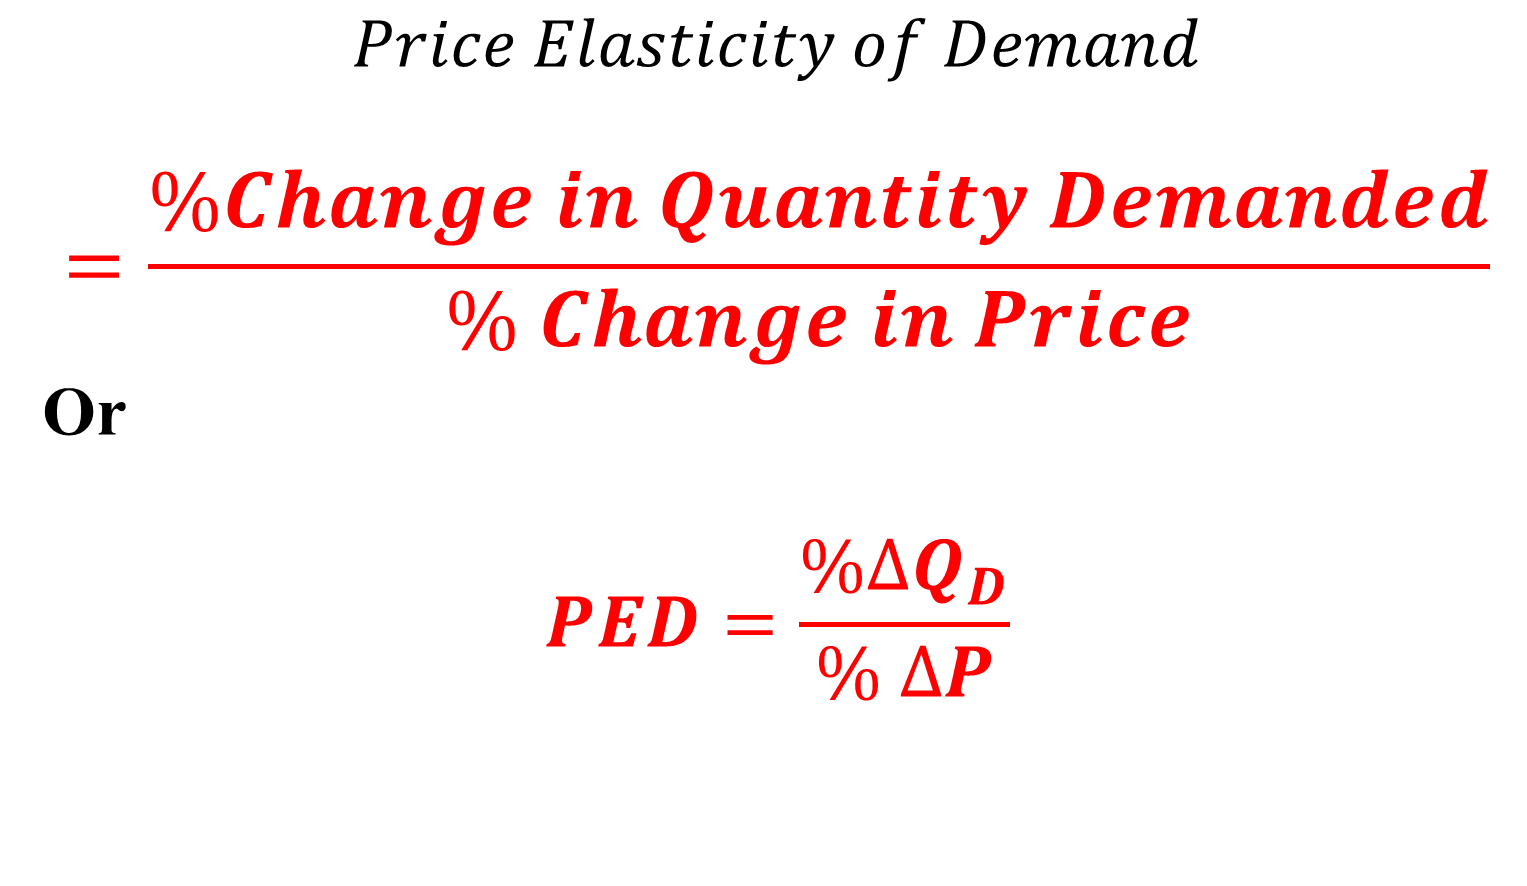 Price Elasticity of Demand
= %Change in Quantity Demanded
% Change in Price
Or
PED = %ΔQ_D
% ΔP